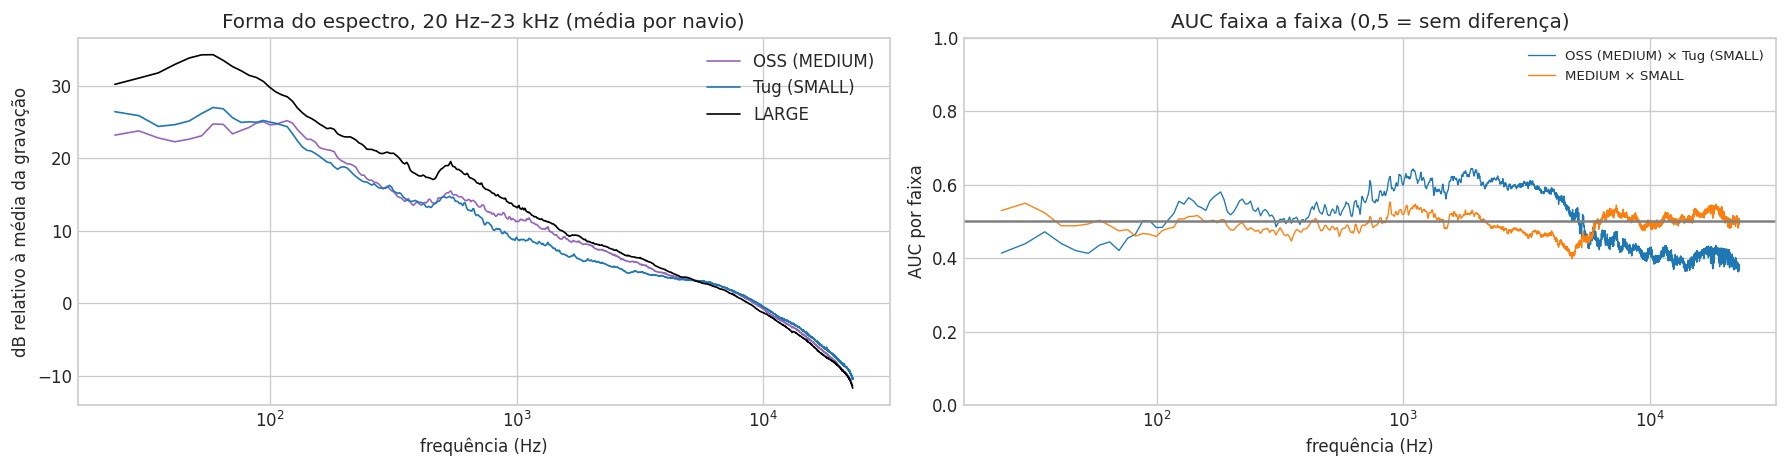 Forma do espectro, 20 Hz–23 kHz (média por navio)
dB relativo à média da gravação
30
20
10
0
−10
OSS (MEDIUM)
Tug (SMALL)
LARGE
10²
10³
10⁴
frequência (Hz)
AUC faixa a faixa (0,5 = sem diferença)
AUC por faixa
1.0
0.8
0.6
0.4
0.2
0.0
OSS (MEDIUM) × Tug (SMALL)
MEDIUM × SMALL
10²
10³
10⁴
frequência (Hz)